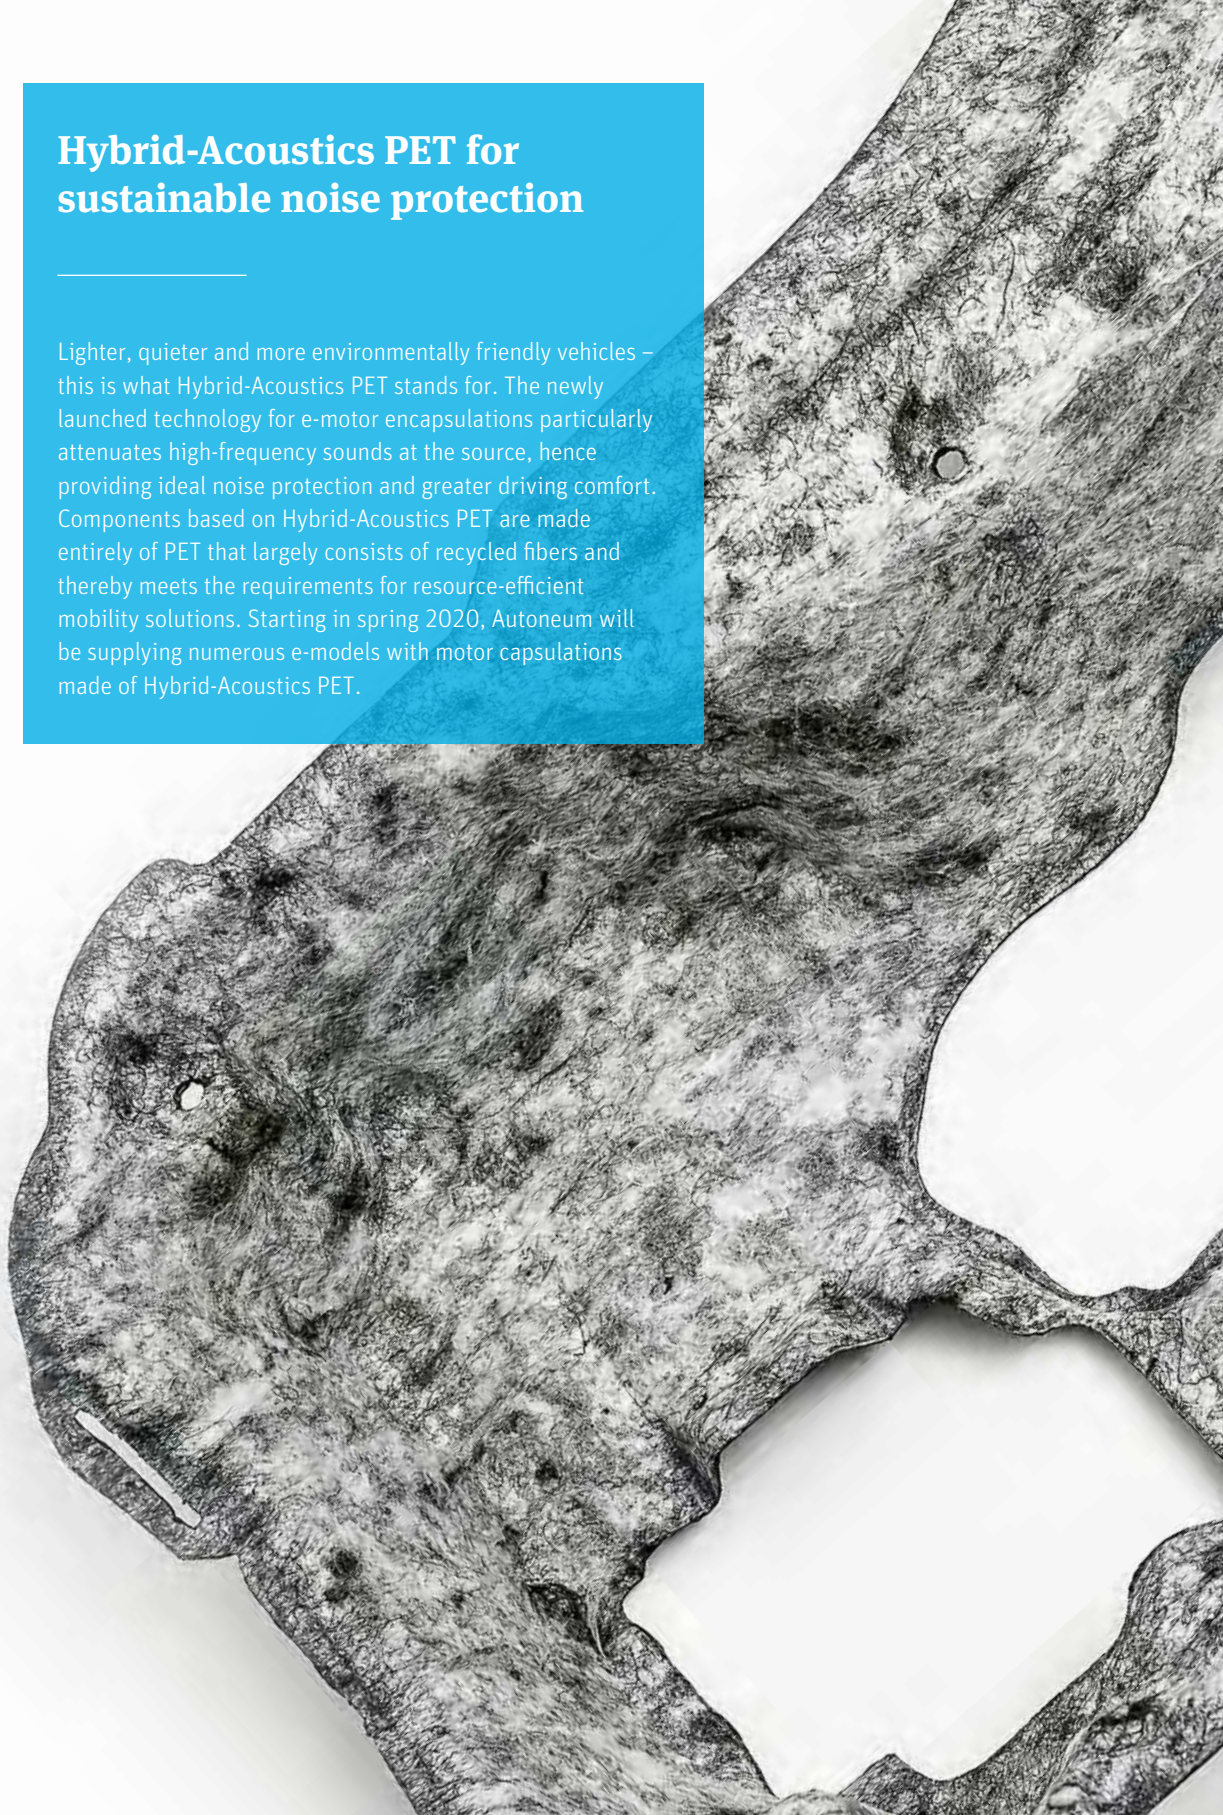 Hybrid-Acoustics PET for
sustainable noise protection
Lighter, quieter and more environmentally friendly vehicles –
this is what Hybrid-Acoustics PET stands for. The newly
launched technology for e-motor encapsulations particularly
attenuates high-frequency sounds at the source, hence
providing ideal noise protection and greater driving comfort.
Components based on Hybrid-Acoustics PET are made
entirely of PET that largely consists of recycled fibers and
thereby meets the requirements for resource-efficient
mobility solutions. Starting in spring 2020, Autoneum will
be supplying numerous e-models with motor capsulations
made of Hybrid-Acoustics PET.